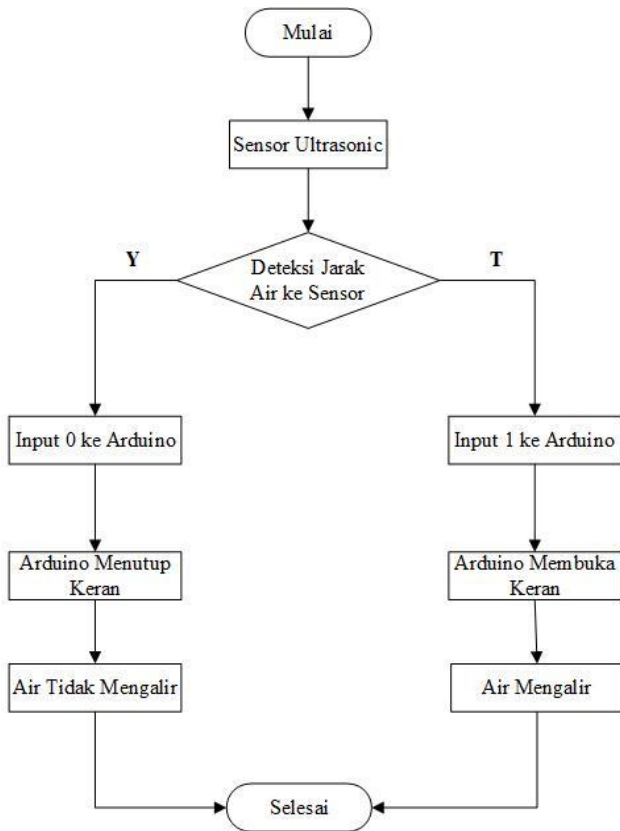 Mulai
Sensor Ultrasonic
Y
Deteksi Jarak
Air ke Sensor
T
Input 0 ke Arduino
Input 1 ke Arduino
Arduino Menutup
Keran
Arduino Membuka
Keran
Air Tidak Mengalir
Air Mengalir
Selesai